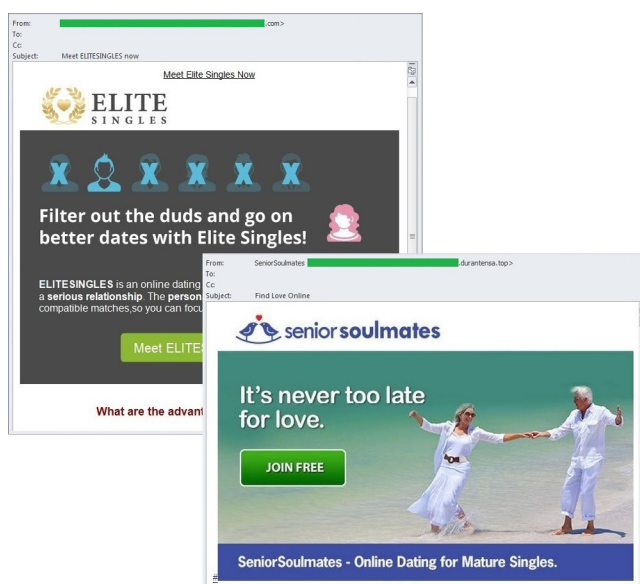 From: .com>
To:
Cc:
Subject: Meet ELITESINGLES now
Meet Elite Singles Now
ELITE
SINGLES
X X X X X
Filter out the duds and go on
better dates with Elite Singles!
ELITESINGLES is an online dating
a serious relationship. The person
compatible matches,so you can focu
Meet ELITES
What are the advant
From: SeniorSoulmates .durantensa.top>
To:
Cc:
Subject: Find Love Online
seniorsoulmates
It's never too late
for love.
JOIN FREE
SeniorSoulmates - Online Dating for Mature Singles.